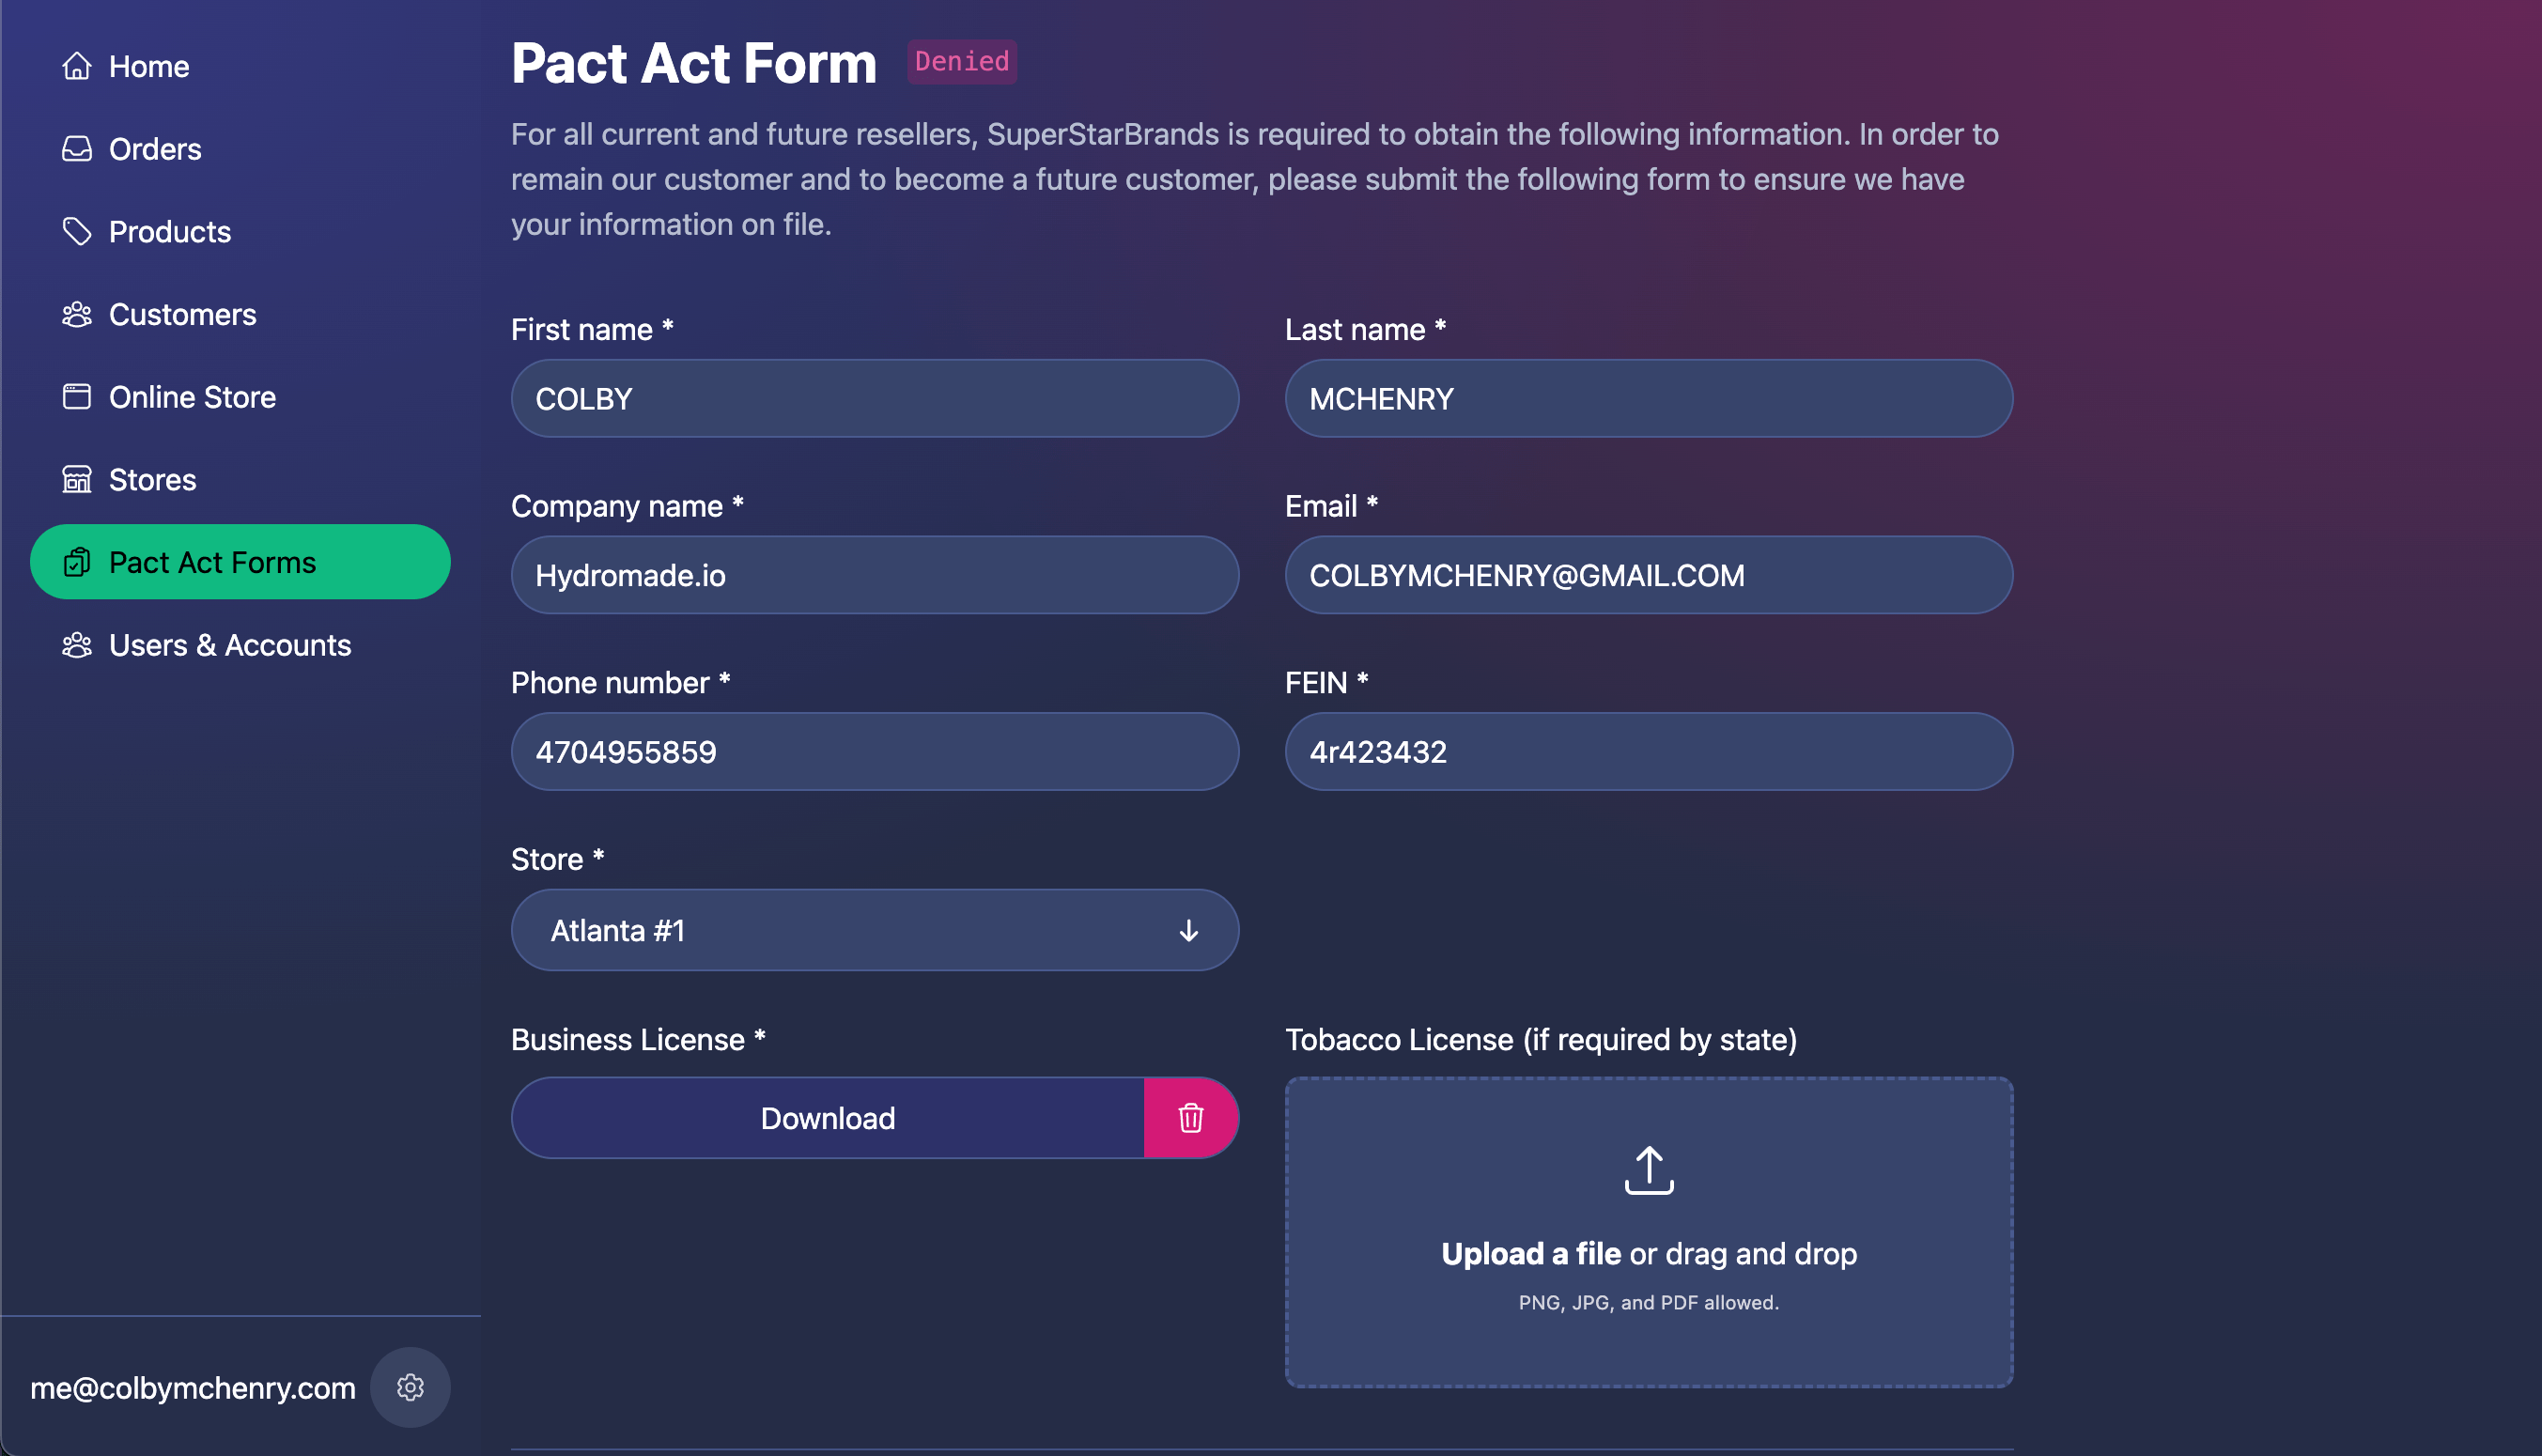 Home
Orders
Products
Customers
Online Store
Stores
Pact Act Forms
Users & Accounts
me@colbymchenry.com
Pact Act Form Denied
For all current and future resellers, SuperStarBrands is required to obtain the following information. In order to
remain our customer and to become a future customer, please submit the following form to ensure we have
your information on file.
First name *
Last name *
COLBY
MCHENRY
Company name *
Email *
Hydromade.io
COLBYMCHENRY@GMAIL.COM
Phone number *
FEIN *
4704955859
4r423432
Store *
Atlanta #1
Business License *
Tobacco License (if required by state)
Download
Upload a file or drag and drop
PNG, JPG, and PDF allowed.